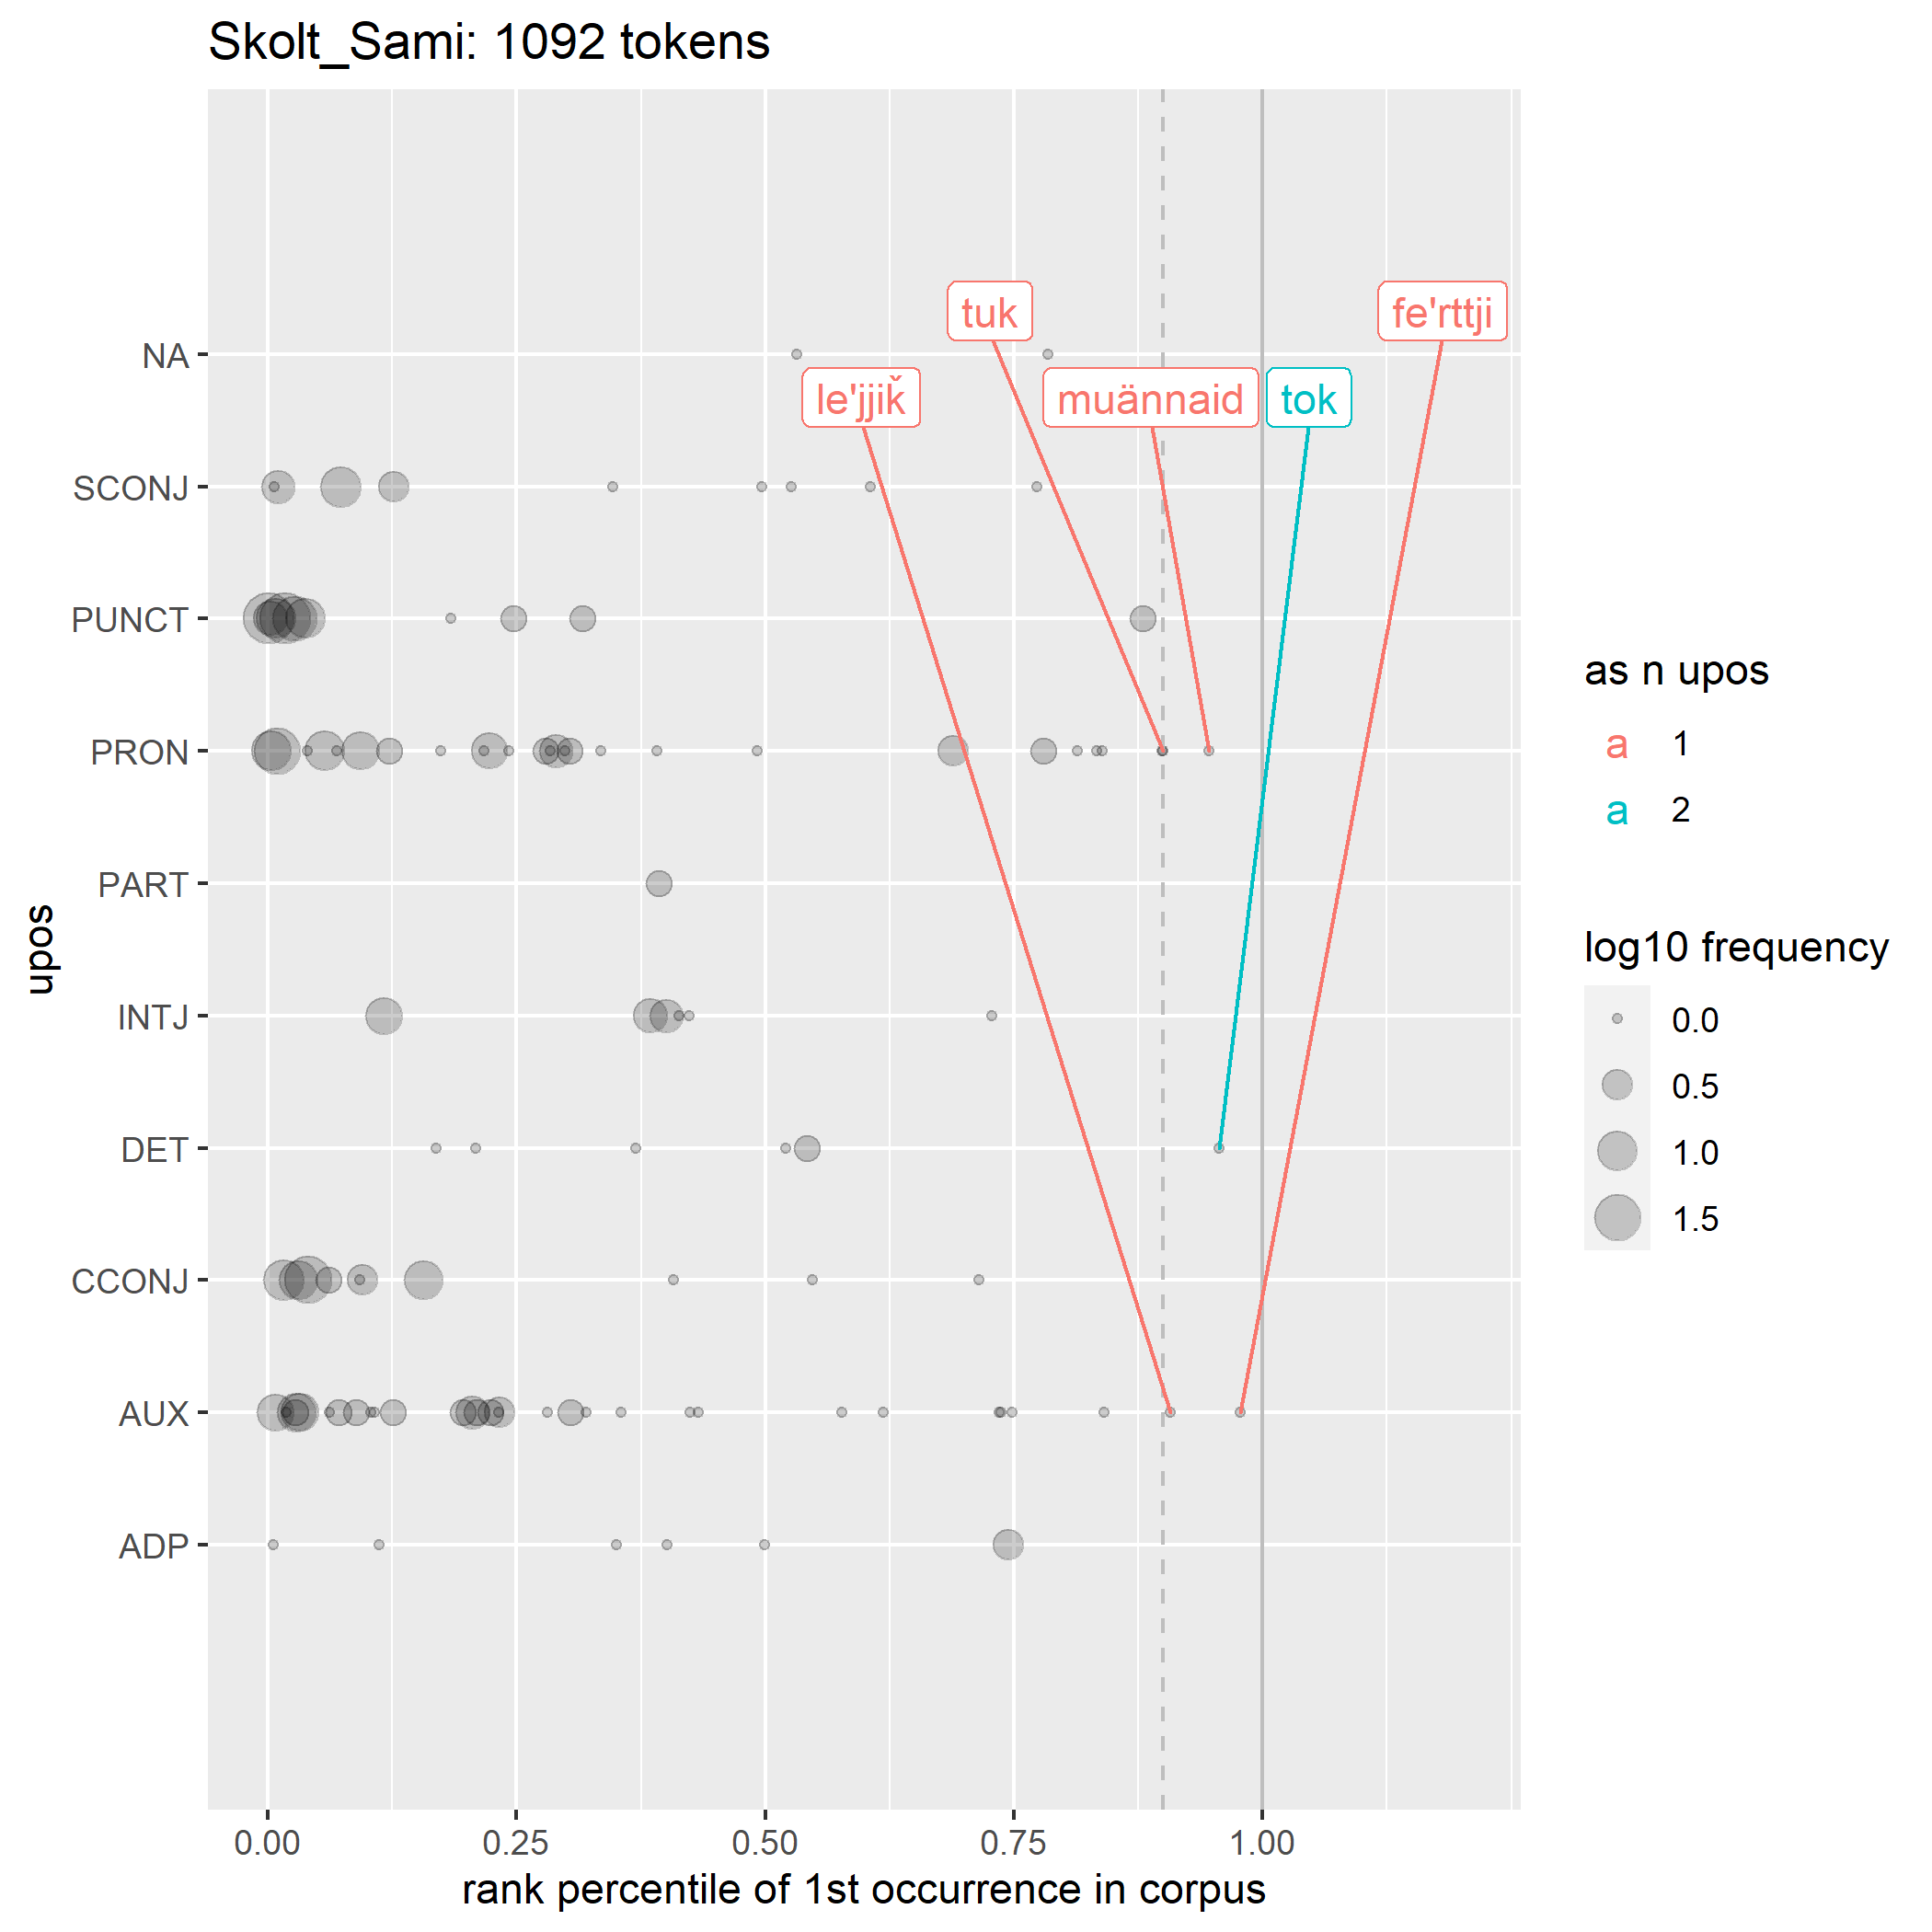 Skolt_Sami: 1092 tokens
tuk
fe'rttji
NA
le'jjiǩ
muännaid
tok
SCONJ
PUNCT
PRON
PART
INTJ
DET
CCONJ
AUX
ADP
upos
0.00
0.25
0.50
0.75
1.00
rank percentile of 1st occurrence in corpus
as n upos
a 1
a 2
log10 frequency
0.0
0.5
1.0
1.5